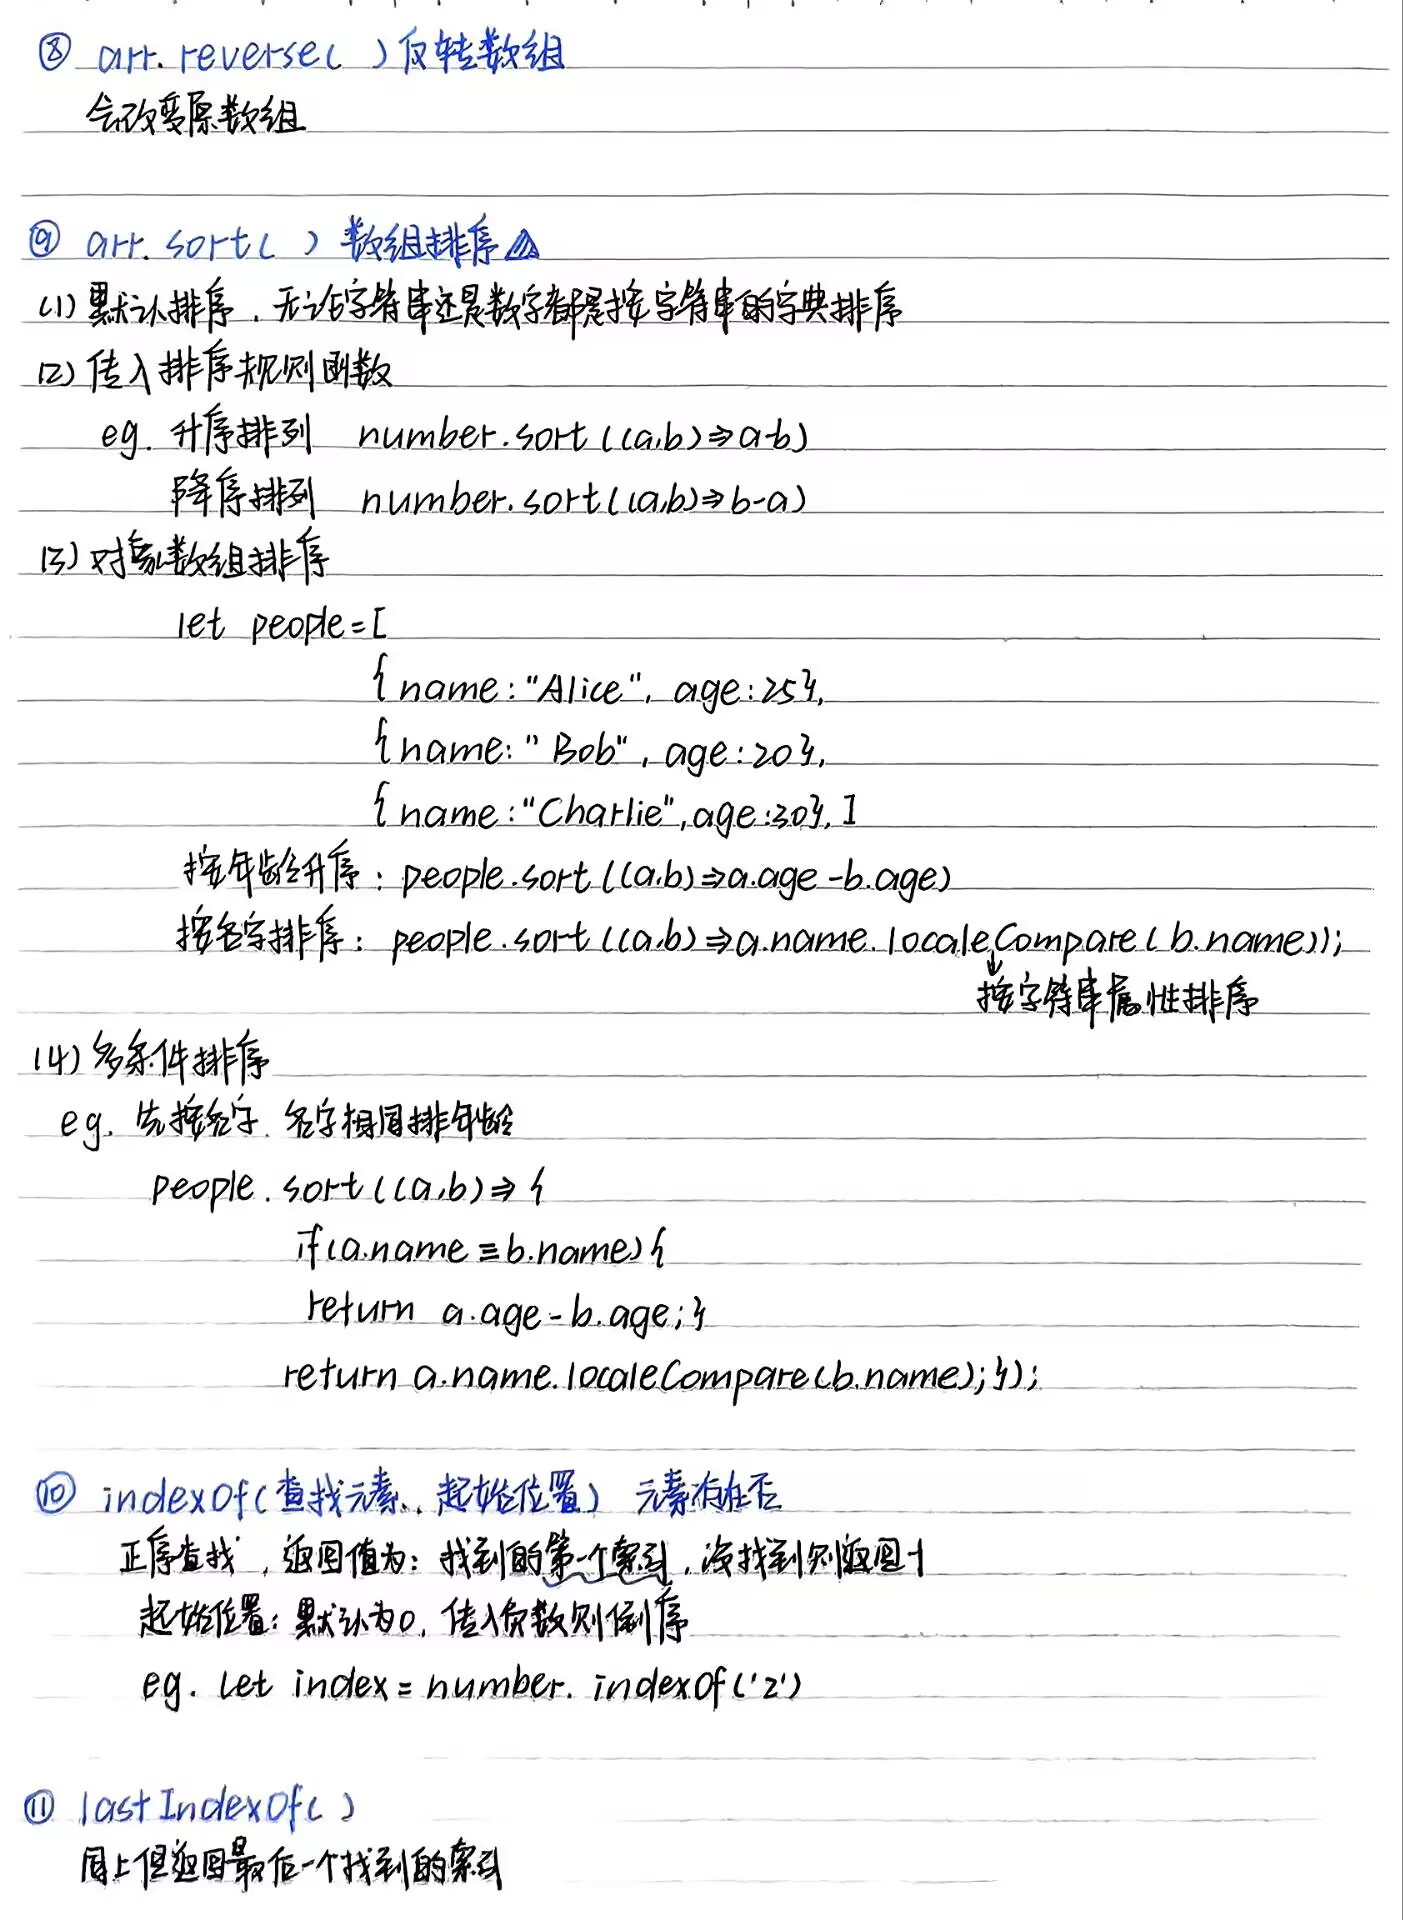 ⑧ arr.reverse( ) 反转数组
会改变原数组
⑨ arr.sort( ) 数组排序
(1) 默认排序，无论字符串还是数字都是按字符串的字典排序
(2) 传入排序规则函数
eg. 升序排列 number.sort((a,b)=>a-b)
降序排列 number.sort((a,b)=>b-a)
(3) 对象数组排序
let people=[
{name:"Alice", age:25},
{name:"Bob", age:20},
{name:"Charlie",age:30},]
按年龄升序：people.sort((a,b)=>a.age-b.age)
按名字排序：people.sort((a,b)=>a.name.localeCompare(b.name));
↓
按字符串属性排序
(4) 多条件排序
eg. 先按名字，名字相同排年龄
people.sort((a,b)=>{
if(a.name≡b.name){
return a.age-b.age;}
return a.name.localeCompare(b.name);});
⑩ indexOf(查找元素，起始位置) 元素存在否
正序查找，返回值为：找到的第一个索引，没找到则返回-1
起始位置：默认为0，传入负数则倒序
eg. let index=number.indexOf('2')
⑪ lastIndexOf( )
同上但返回最后一个找到的索引